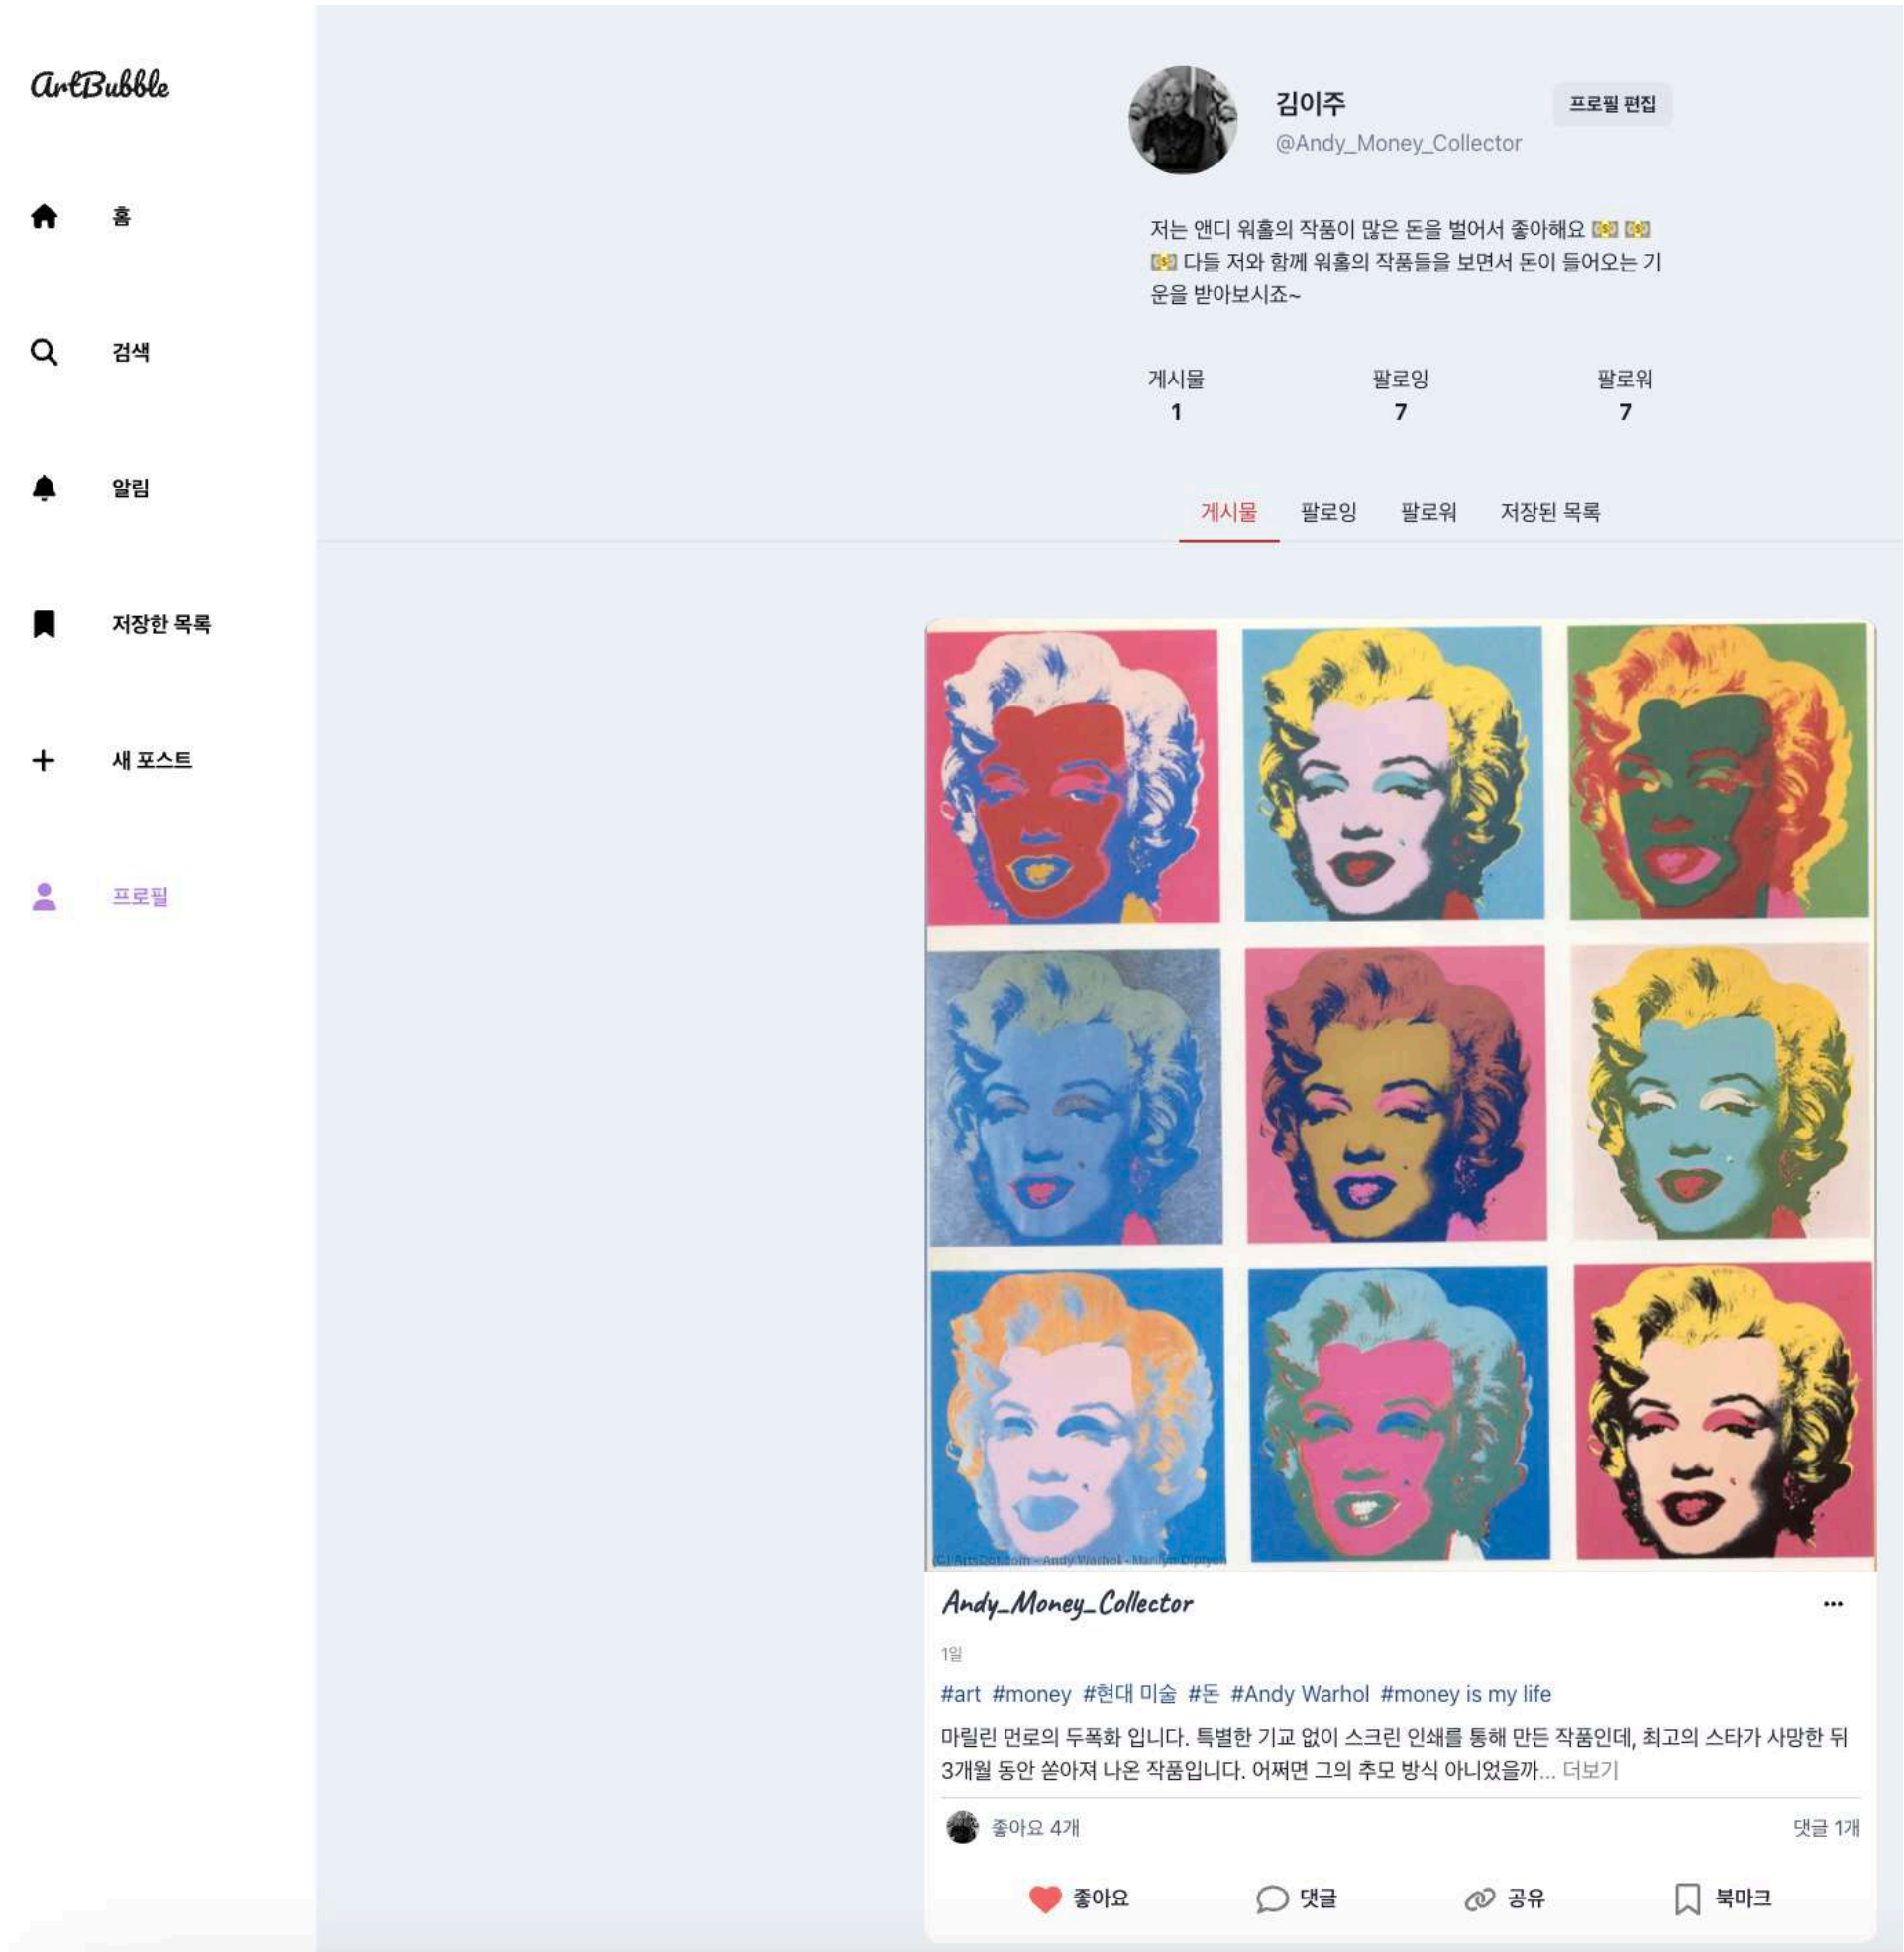 ArtBubble
홈
검색
알림
저장한 목록
새 포스트
프로필
김이주
프로필 편집
@Andy_Money_Collector
저는 앤디 워홀의 작품이 많은 돈을 벌어서 좋아해요 💵 💵
💵 다들 저와 함께 워홀의 작품들을 보면서 돈이 들어오는 기
운을 받아보시죠~
게시물 팔로잉 팔로워
1 7 7
게시물 팔로잉 팔로워 저장된 목록
(C) ArtsDot.com - Andy Warhol - Marilyn Diptych
Andy_Money_Collector
1일
#art #money #현대 미술 #돈 #Andy Warhol #money is my life
마릴린 먼로의 두폭화 입니다. 특별한 기교 없이 스크린 인쇄를 통해 만든 작품인데, 최고의 스타가 사망한 뒤
3개월 동안 쏟아져 나온 작품입니다. 어쩌면 그의 추모 방식 아니었을까... 더보기
좋아요 4개 댓글 1개
좋아요 댓글 공유 북마크